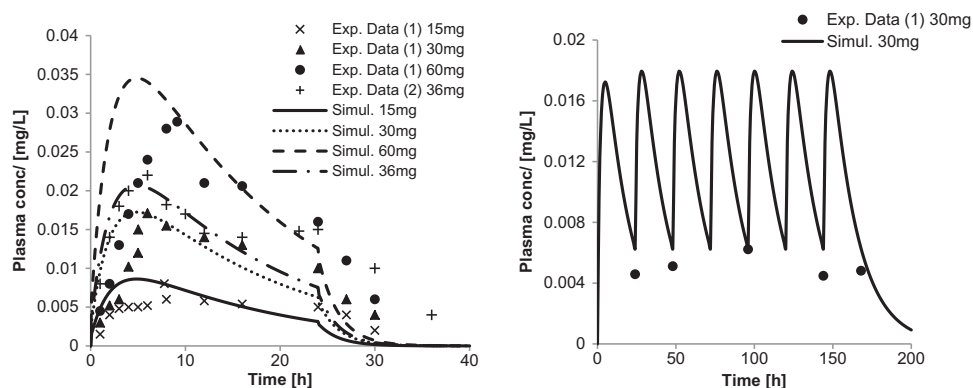 Exp. Data (1) 15mg
Exp. Data (1) 30mg
Exp. Data (1) 60mg
Exp. Data (2) 36mg
Simul. 15mg
Simul. 30mg
Simul. 60mg
Simul. 36mg
Plasma conc/ [mg/L]
0.04
0.035
0.03
0.025
0.02
0.015
0.01
0.005
0
0 10 20 30 40
Time [h]
Exp. Data (1) 30mg
Simul. 30mg
Plasma conc/ [mg/L]
0.02
0.016
0.012
0.008
0.004
0
0 50 100 150 200
Time [h]